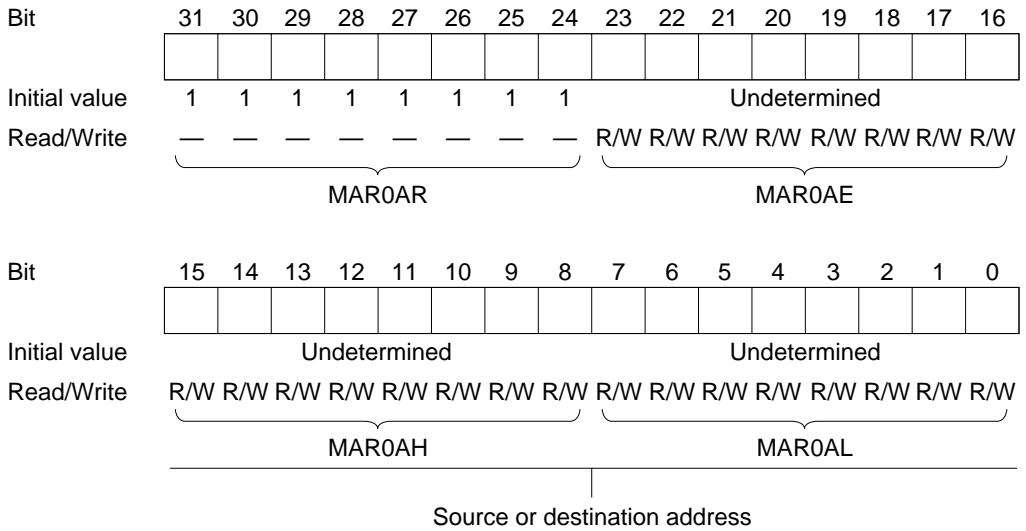 Bit 31 30 29 28 27 26 25 24 23 22 21 20 19 18 17 16
Initial value 1 1 1 1 1 1 1 1 Undetermined
Read/Write — — — — — — — — R/W R/W R/W R/W R/W R/W R/W R/W
MAR0AR MAR0AE
Bit 15 14 13 12 11 10 9 8 7 6 5 4 3 2 1 0
Initial value Undetermined Undetermined
Read/Write R/W R/W R/W R/W R/W R/W R/W R/W R/W R/W R/W R/W R/W R/W R/W R/W
MAR0AH MAR0AL
Source or destination address